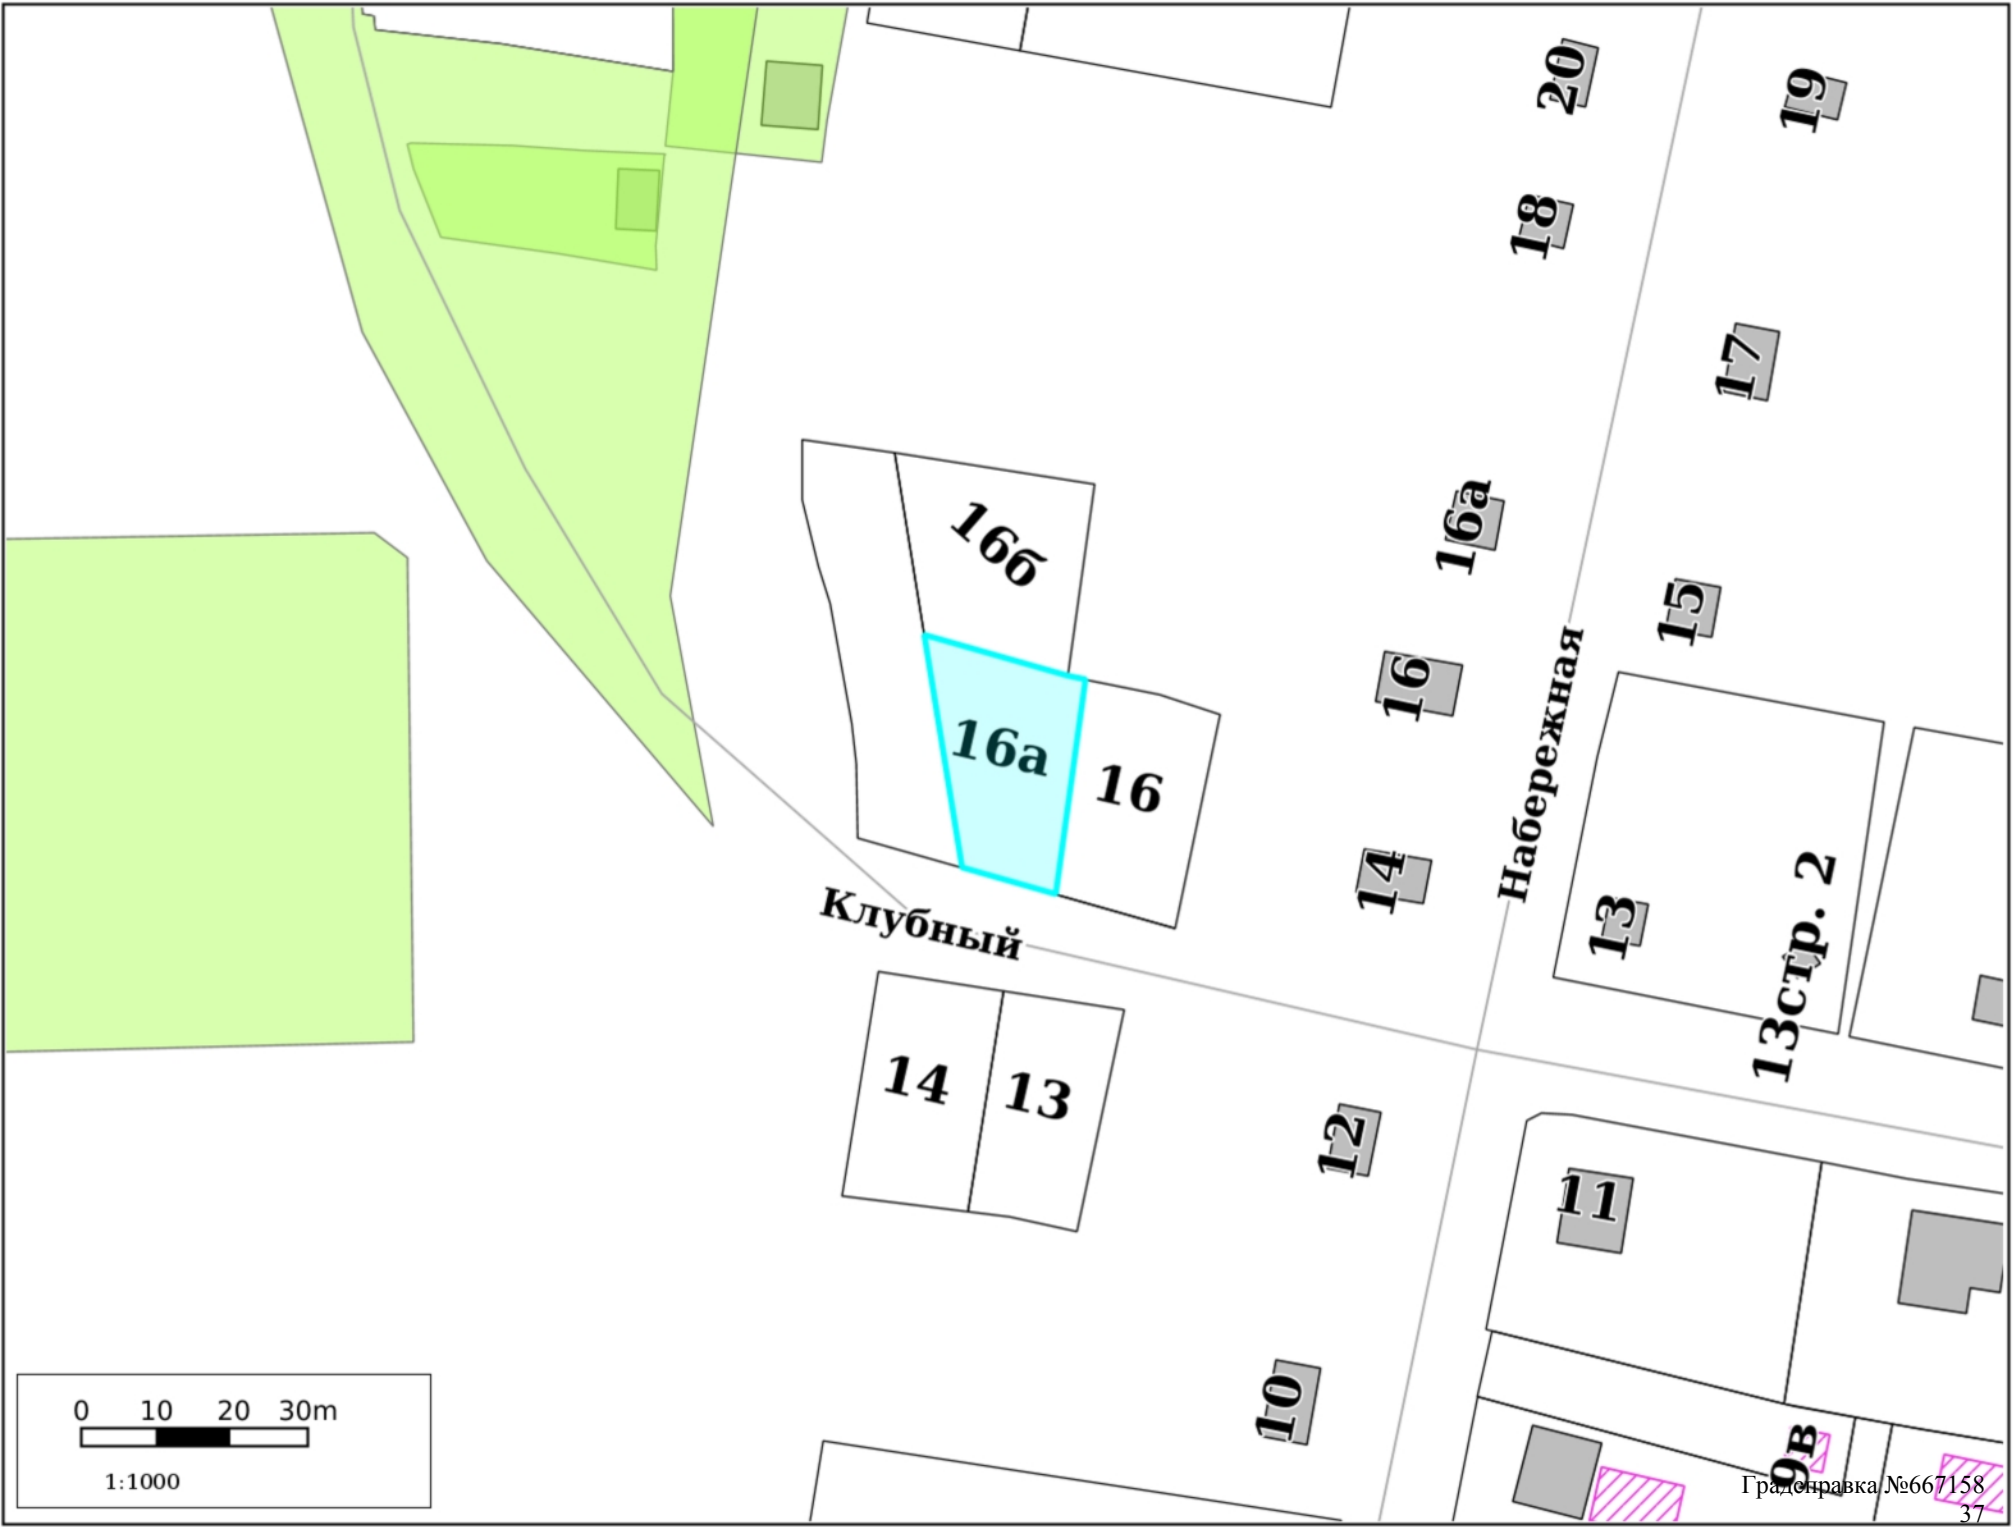 20
19
18
17
16а
16б
15
16
16а
16
Набережная
14
13
13стр. 2
Клубный
14
13
12
11
10
9в
0 10 20 30m
1:1000
Градсправка №667158
37